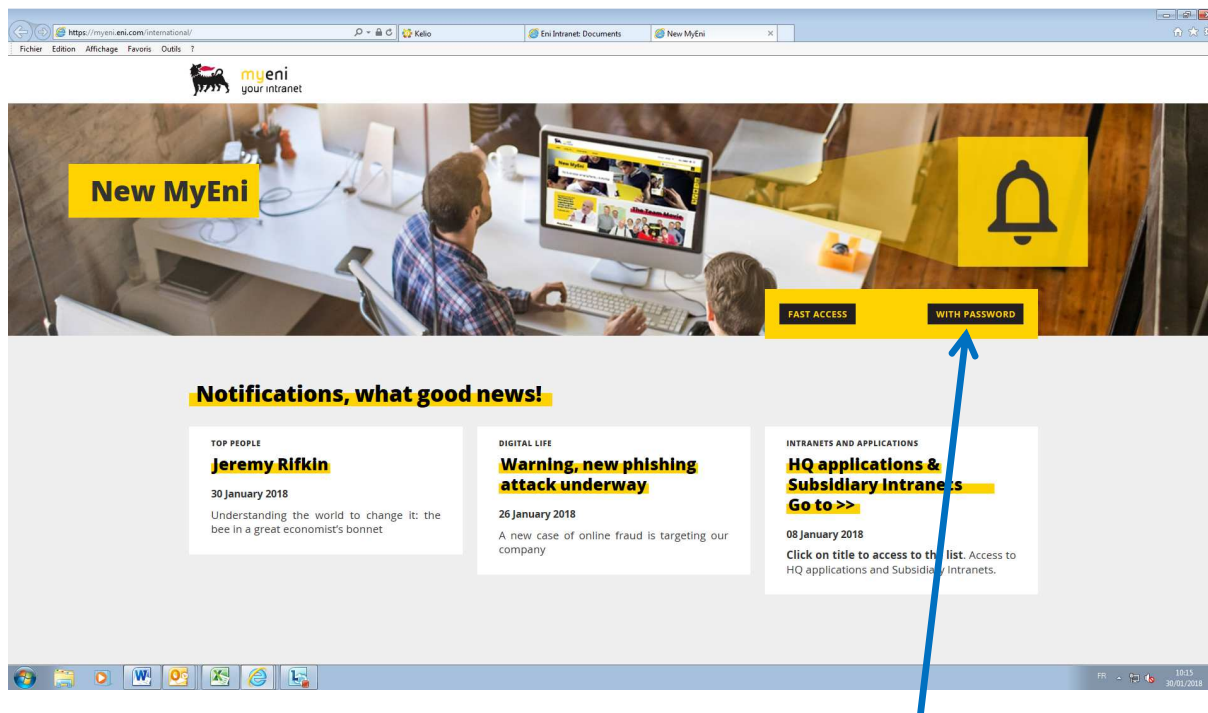 https://myeni.eni.com/international/
Kelio
Eni Intranet: Documents
New MyEni
Fichier Edition Affichage Favoris Outils ?
myeni
your intranet
New MyEni
New MyEni
The Team Movie
FAST ACCESS
WITH PASSWORD
Notifications, what good news!
TOP PEOPLE
Jeremy Rifkin
30 January 2018
Understanding the world to change it: the
bee in a great economist's bonnet
DIGITAL LIFE
Warning, new phishing
attack underway
26 January 2018
A new case of online fraud is targeting our
company
INTRANETS AND APPLICATIONS
HQ applications &
Subsidiary Intranets
Go to >>
08 January 2018
Click on title to access to the list. Access to
HQ applications and Subsidiary Intranets.
FR
10:15
30/01/2018